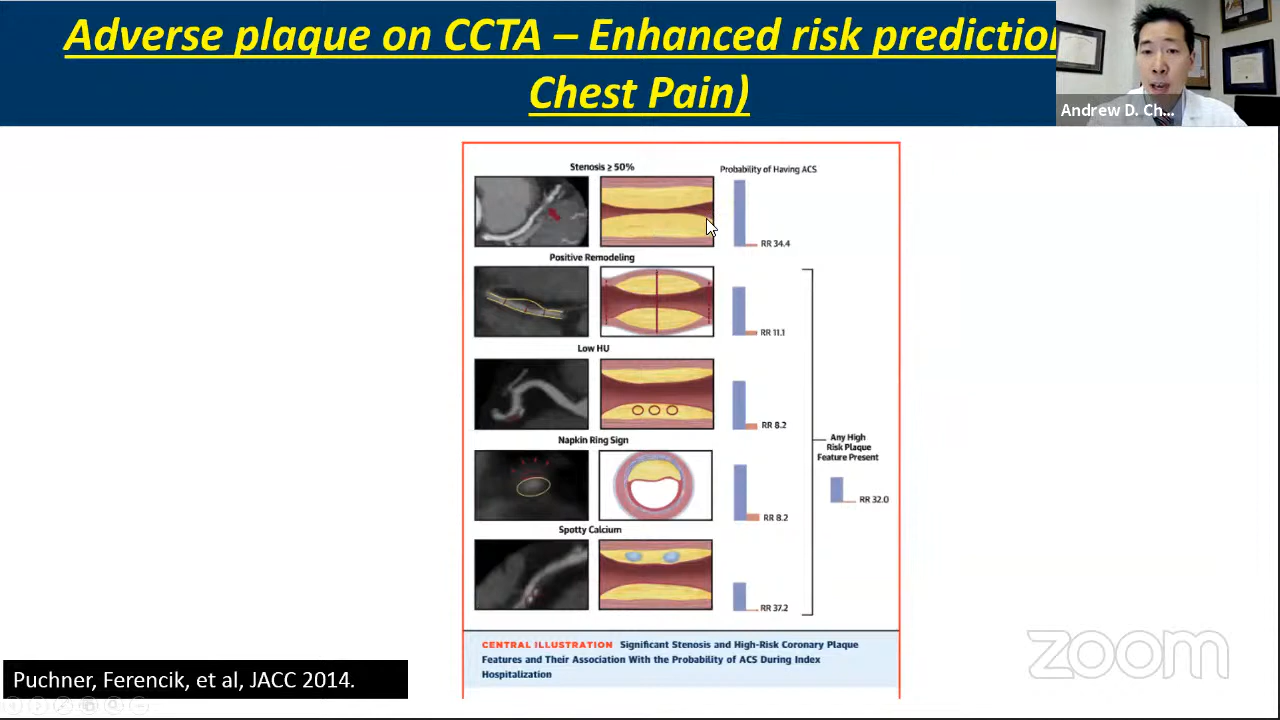 Adverse plaque on CCTA – Enhanced risk prediction
Chest Pain)
Andrew D. Ch...
Stenosis ≥ 50%
Probability of Having ACS
RR 34.4
Positive Remodeling
RR 11.1
Low HU
RR 8.2
Napkin Ring Sign
RR 8.2
Any High
Risk Plaque
Feature Present
RR 32.0
Spotty Calcium
RR 37.2
CENTRAL ILLUSTRATION Significant Stenosis and High-Risk Coronary Plaque
Features and Their Association With the Probability of ACS During Index
Hospitalization
Puchner, Ferencik, et al, JACC 2014.
zoom